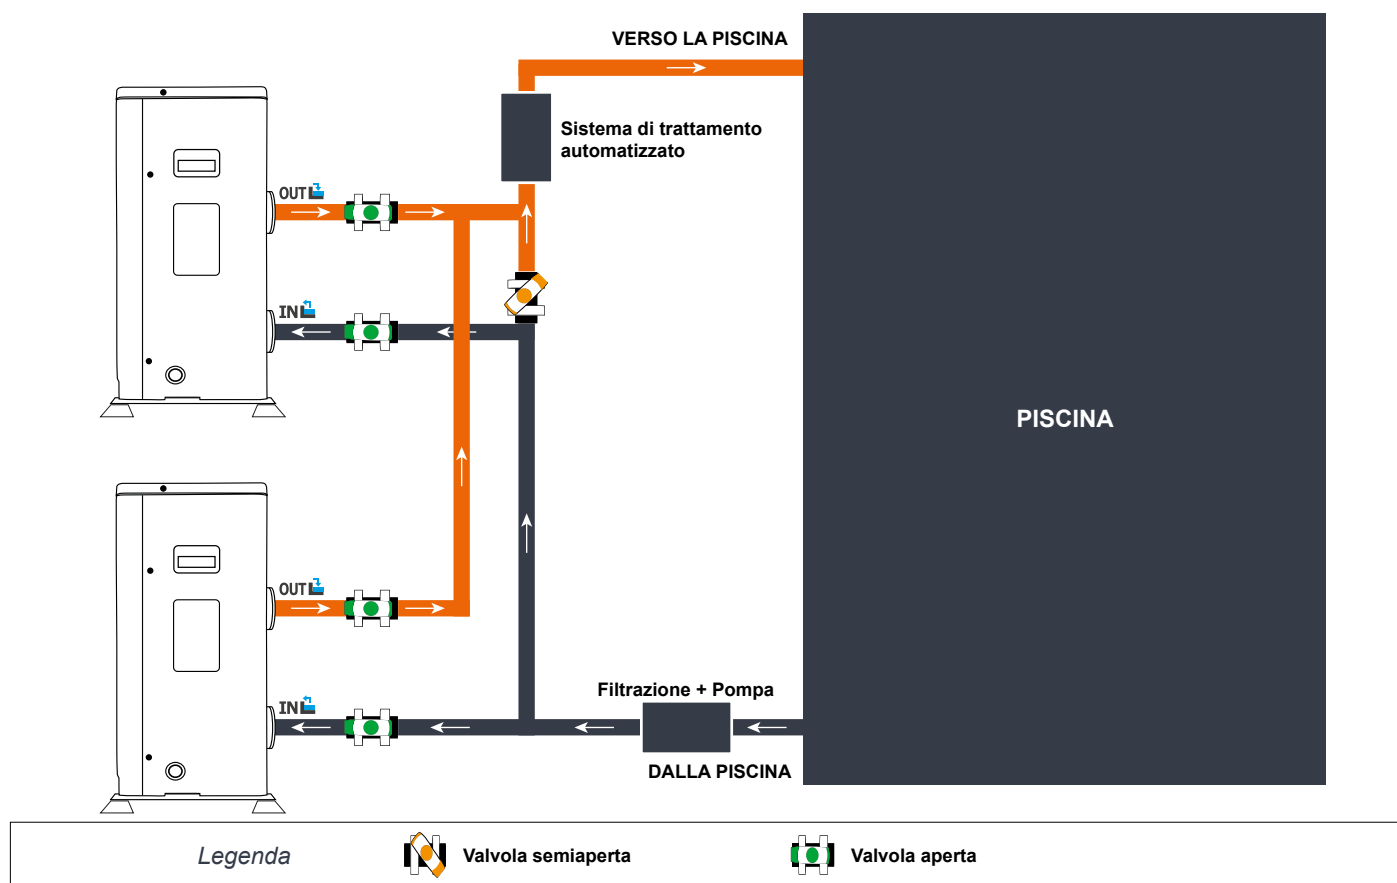 VERSO LA PISCINA
Sistema di trattamento
automatizzato
OUT
IN
PISCINA
OUT
IN
Filtrazione + Pompa
DALLA PISCINA
Legenda
Valvola semiaperta
Valvola aperta